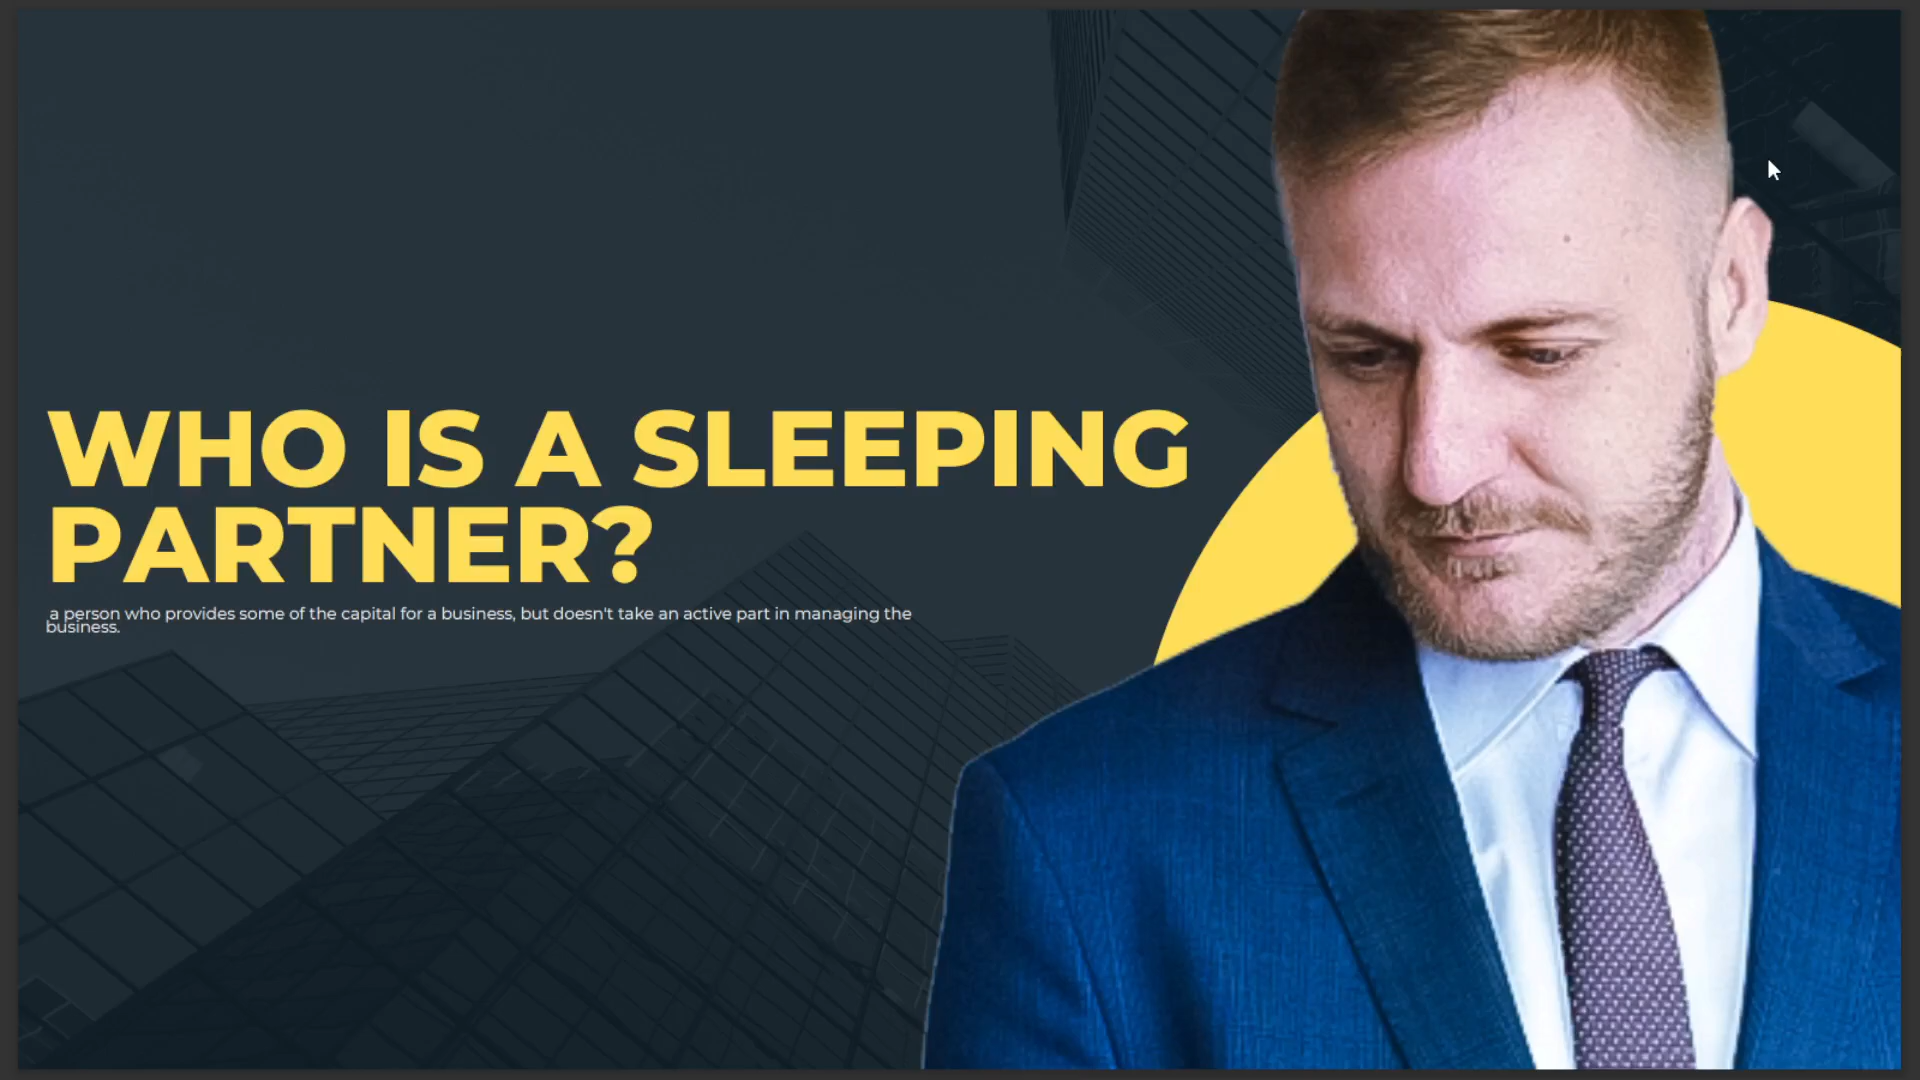 WHO IS A SLEEPING
PARTNER?
a person who provides some of the capital for a business, but doesn't take an active part in managing the
business.